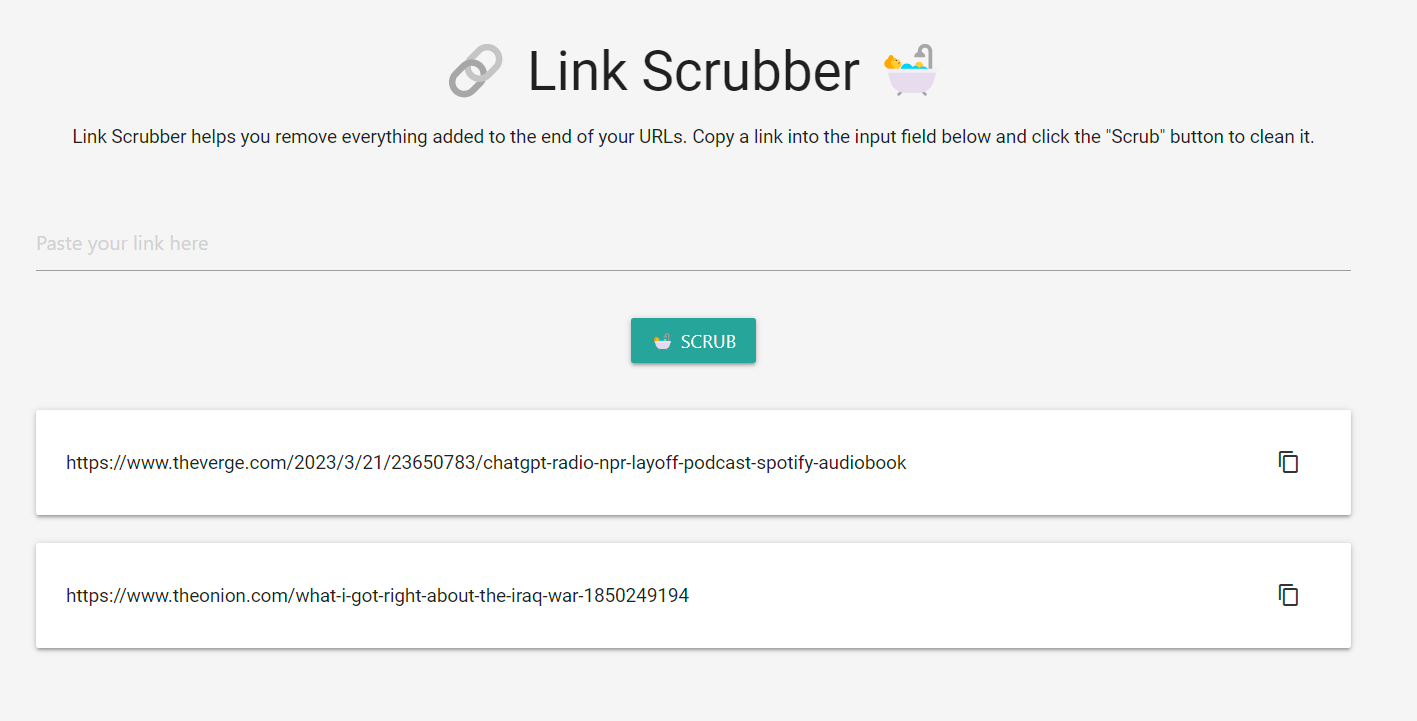 Link Scrubber
Link Scrubber helps you remove everything added to the end of your URLs. Copy a link into the input field below and click the "Scrub" button to clean it.
Paste your link here
SCRUB
https://www.theverge.com/2023/3/21/23650783/chatgpt-radio-npr-layoff-podcast-spotify-audiobook
https://www.theonion.com/what-i-got-right-about-the-iraq-war-1850249194